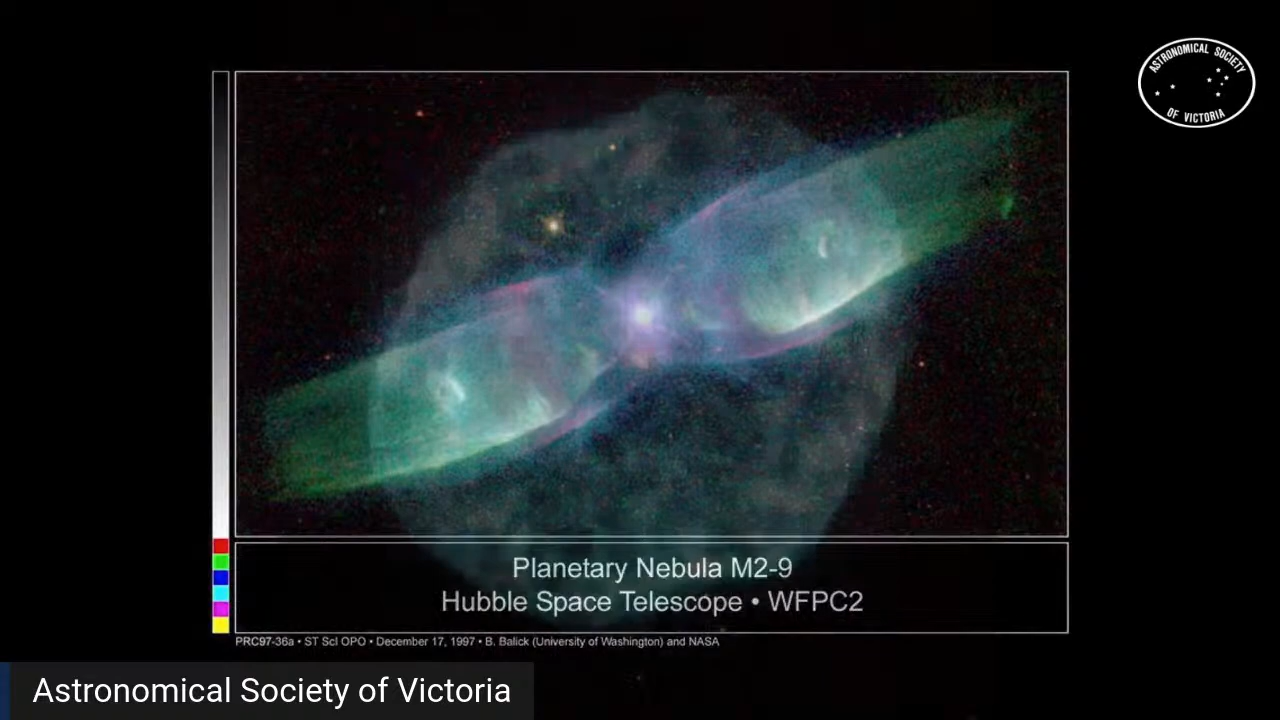 ASTRONOMICAL SOCIETY
OF VICTORIA
Planetary Nebula M2-9
Hubble Space Telescope • WFPC2
PRC97-36a • ST ScI OPO • December 17, 1997 • B. Balick (University of Washington) and NASA
Astronomical Society of Victoria